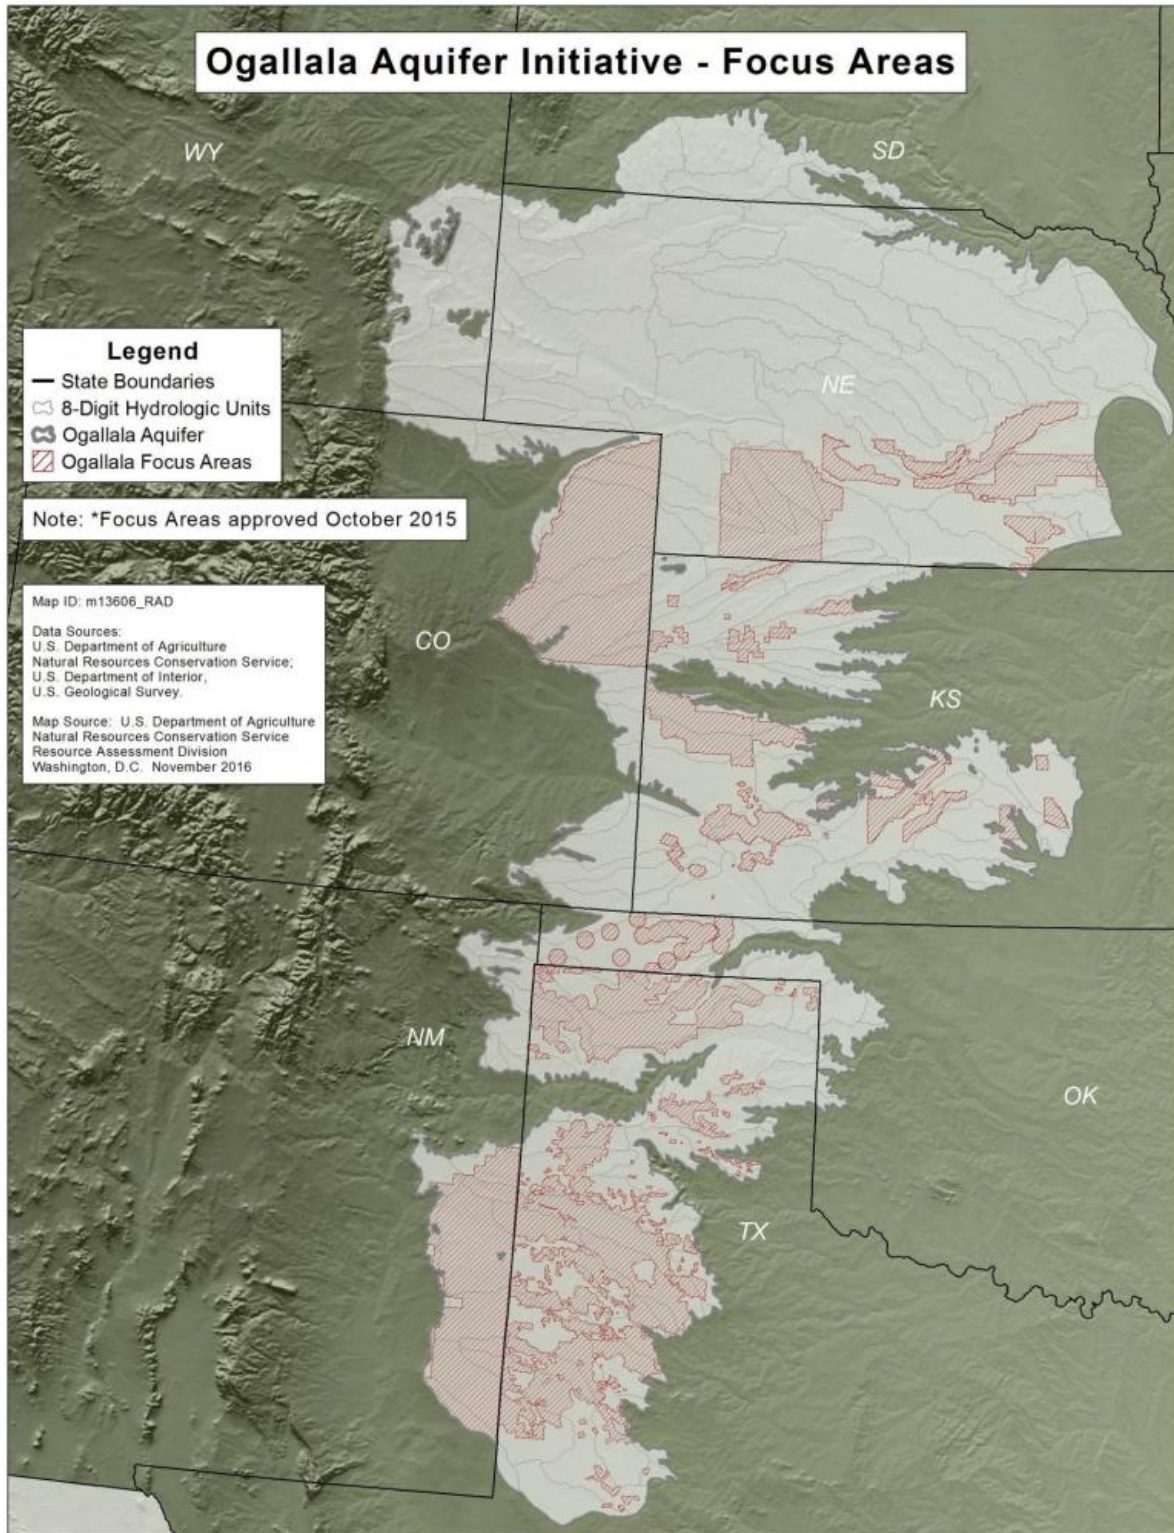 Ogallala Aquifer Initiative - Focus Areas
WY
SD
Legend
State Boundaries
8-Digit Hydrologic Units
Ogallala Aquifer
Ogallala Focus Areas
NE
Note: *Focus Areas approved October 2015
Map ID: m13606_RAD
Data Sources:
U.S. Department of Agriculture
Natural Resources Conservation Service;
U.S. Department of Interior,
U.S. Geological Survey.
Map Source: U.S. Department of Agriculture
Natural Resources Conservation Service
Resource Assessment Division
Washington, D.C. November 2016
CO
KS
NM
OK
TX